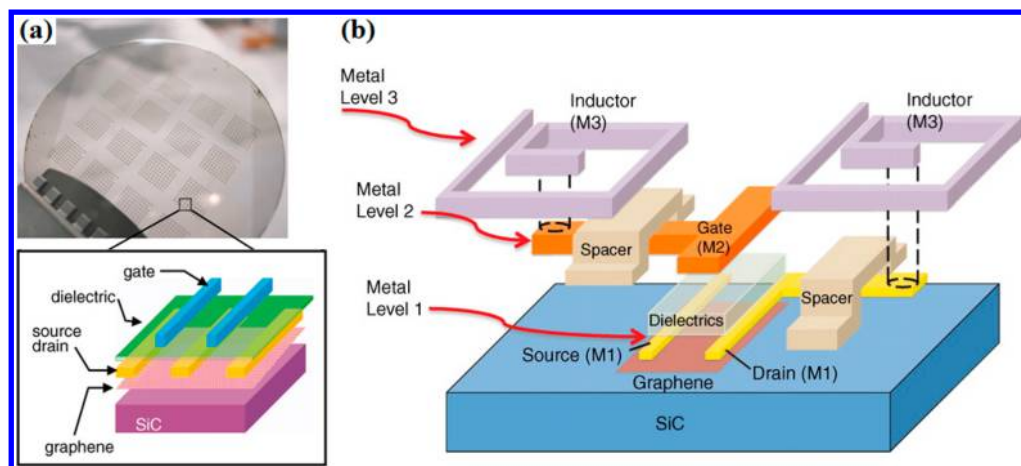 (a)
gate
dielectric
source
drain
graphene
SiC
(b)
Metal
Level 3
Inductor
(M3)
Inductor
(M3)
Metal
Level 2
Spacer
Gate
(M2)
Metal
Level 1
Spacer
Dielectrics
Source (M1)
Graphene
Drain (M1)
SiC